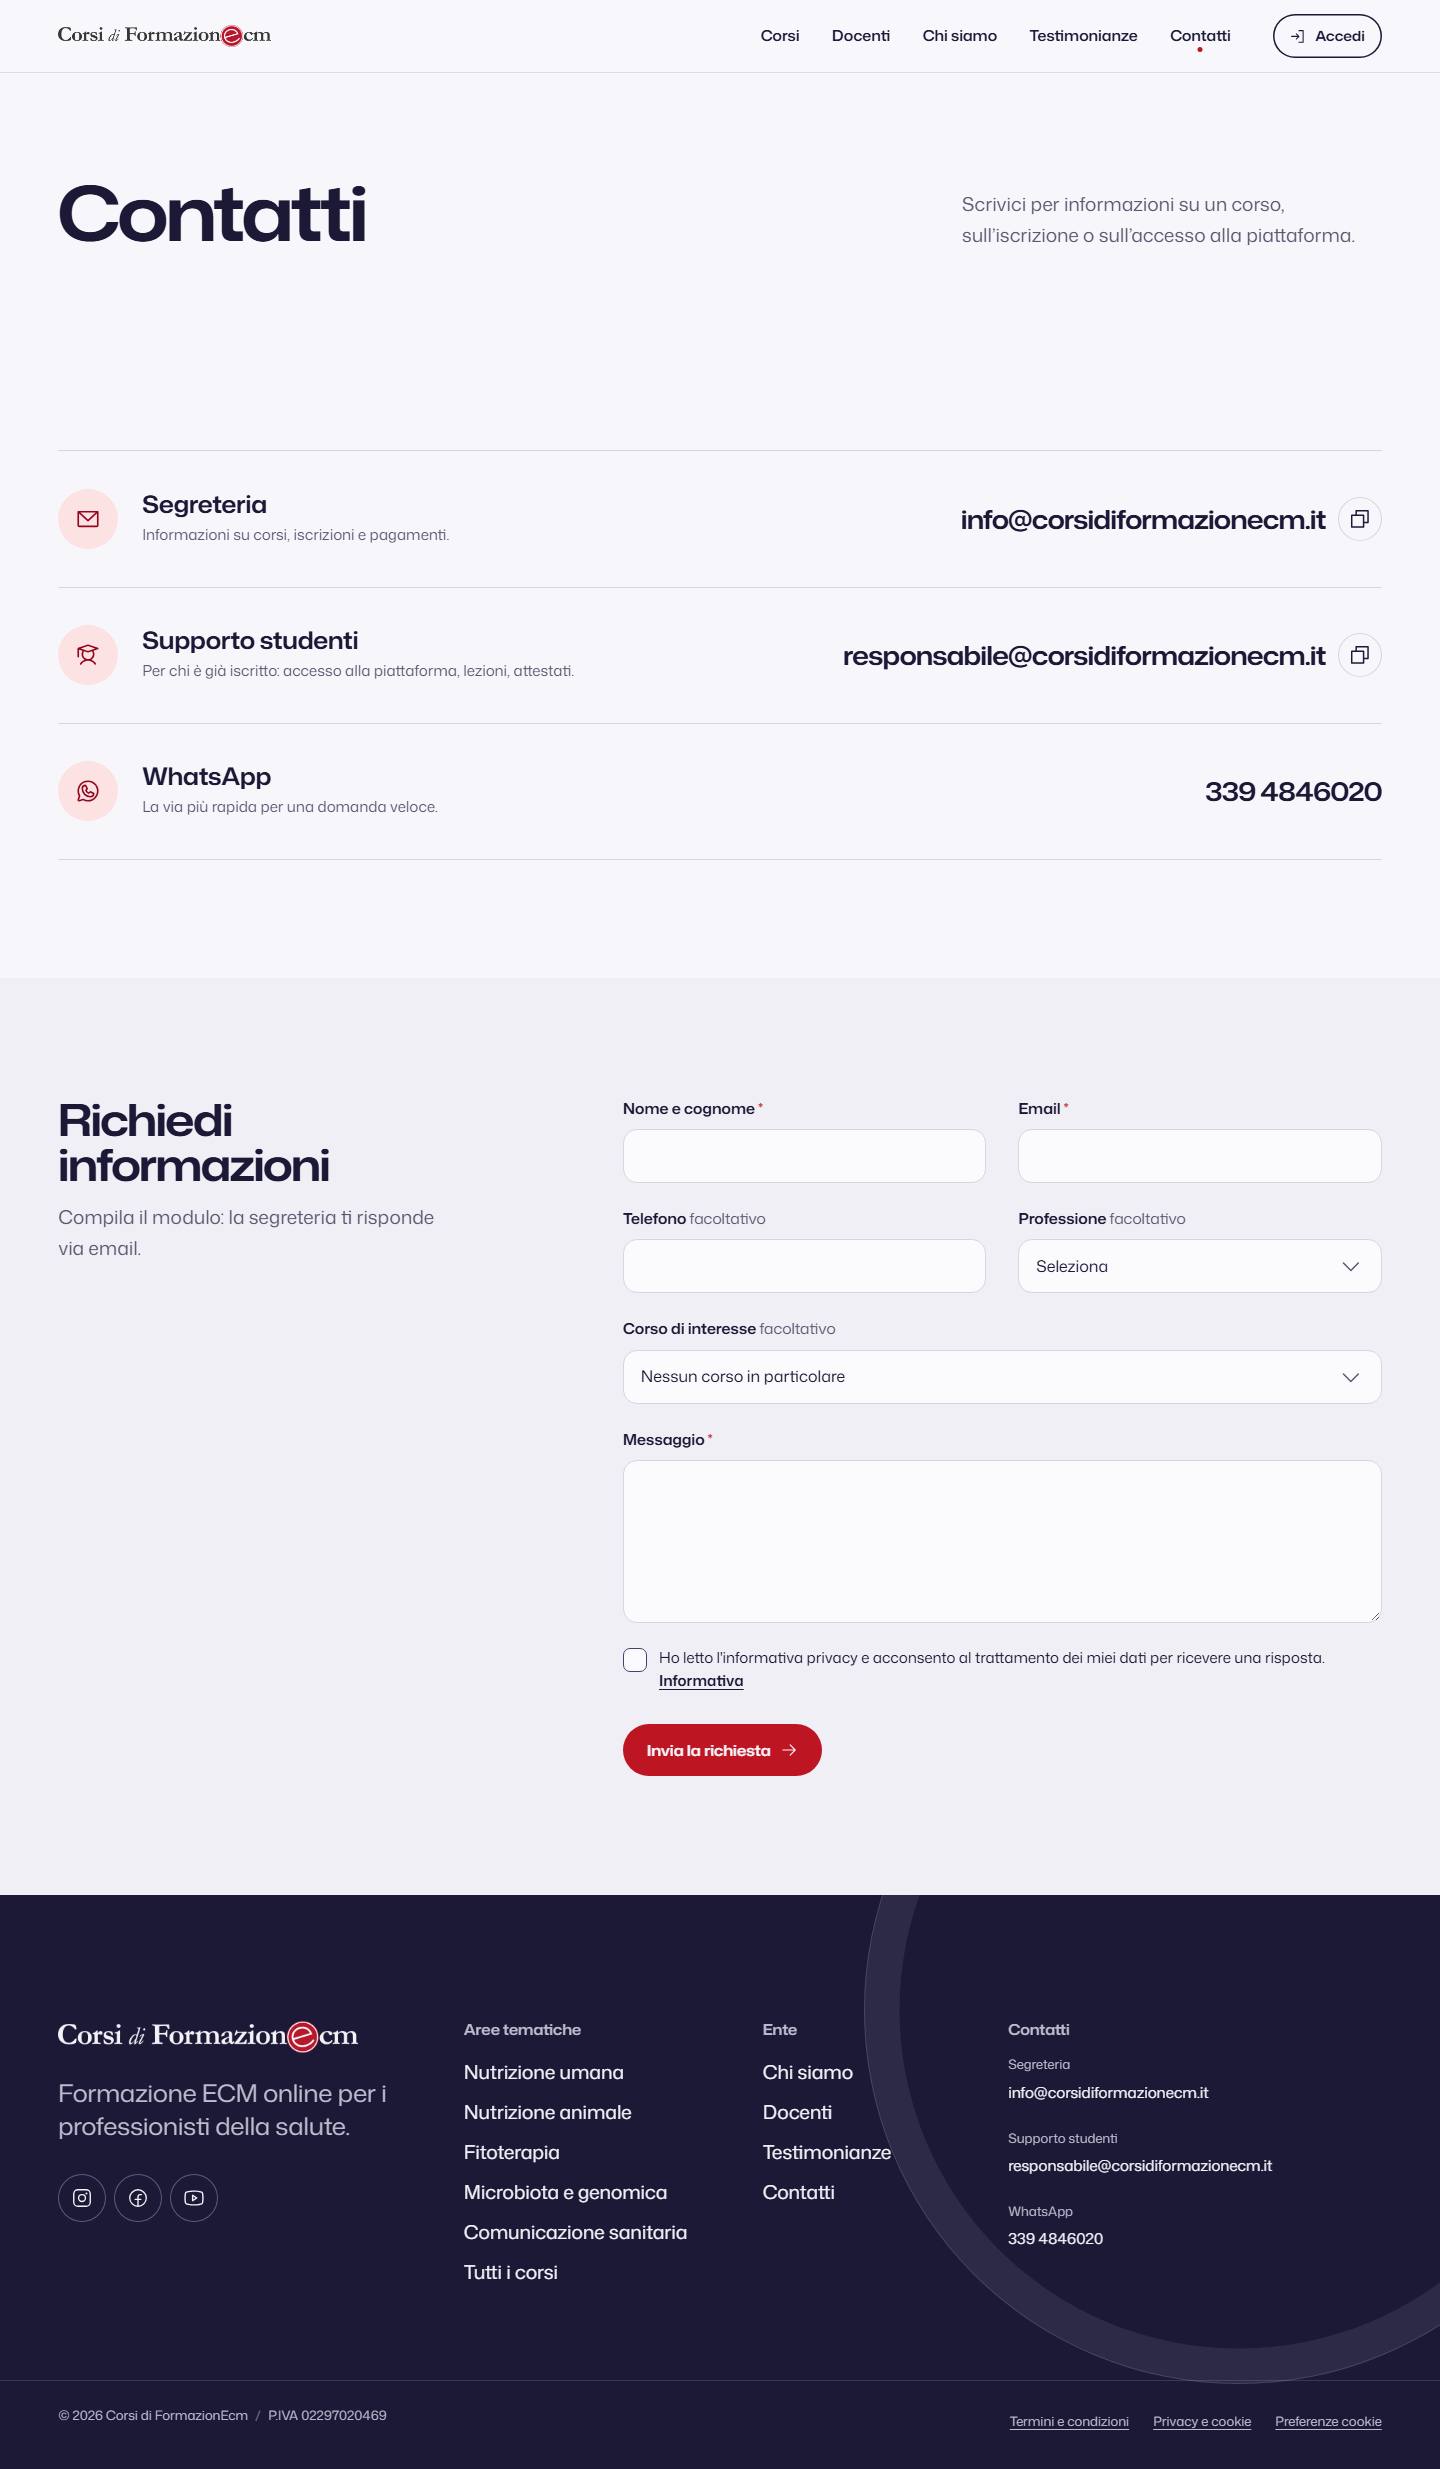 Corsi di Formazionecm
Corsi
Docenti
Chi siamo
Testimonianze
Contatti
Accedi
Contatti
Scrivici per informazioni su un corso,
sull’iscrizione o sull’accesso alla piattaforma.
Segreteria
Informazioni su corsi, iscrizioni e pagamenti.
info@corsidiformazionecm.it
Supporto studenti
Per chi è già iscritto: accesso alla piattaforma, lezioni, attestati.
responsabile@corsidiformazionecm.it
WhatsApp
La via più rapida per una domanda veloce.
339 4846020
Richiedi
informazioni
Compila il modulo: la segreteria ti risponde
via email.
Nome e cognome *
Email *
Telefono facoltativo
Professione facoltativo
Seleziona
Corso di interesse facoltativo
Nessun corso in particolare
Messaggio *
Ho letto l’informativa privacy e acconsento al trattamento dei miei dati per ricevere una risposta.
Informativa
Invia la richiesta
Corsi di Formazionecm
Formazione ECM online per i
professionisti della salute.
Aree tematiche
Nutrizione umana
Nutrizione animale
Fitoterapia
Microbiota e genomica
Comunicazione sanitaria
Tutti i corsi
Ente
Chi siamo
Docenti
Testimonianze
Contatti
Contatti
Segreteria
info@corsidiformazionecm.it
Supporto studenti
responsabile@corsidiformazionecm.it
WhatsApp
339 4846020
© 2026 Corsi di FormazionEcm / P.IVA 02297020469
Termini e condizioni
Privacy e cookie
Preferenze cookie